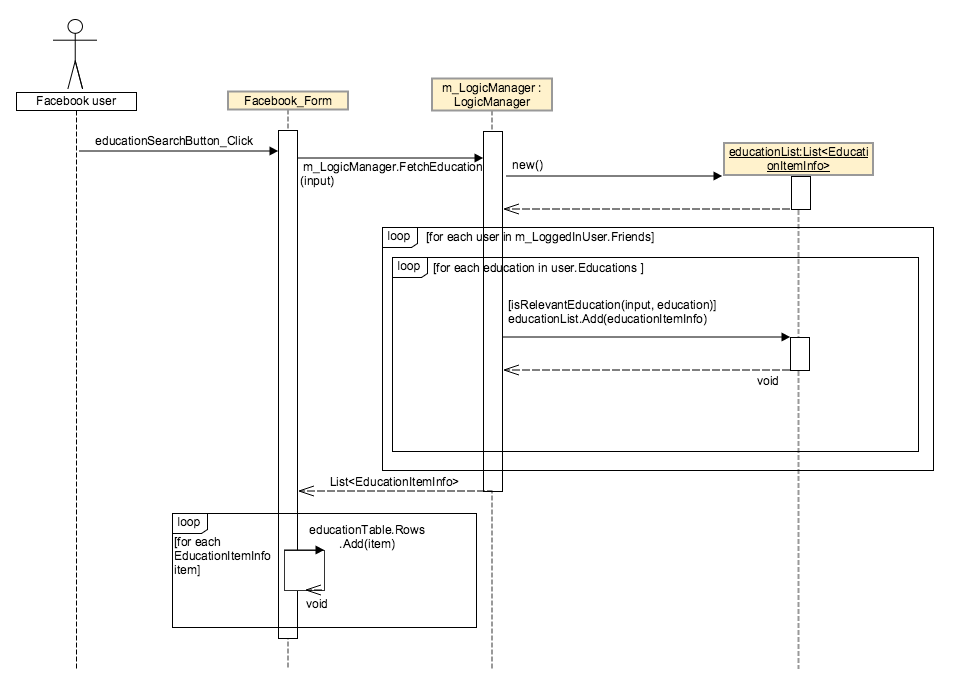 Facebook user
Facebook_Form
m_LogicManager :
LogicManager
educationSearchButton_Click
m_LogicManager.FetchEducation
(input)
new()
educationList:List<Educati
onItemInfo>
loop
[for each user in m_LoggedInUser.Friends]
loop
[for each education in user.Educations ]
[isRelevantEducation(input, education)]
educationList.Add(educationItemInfo)
void
List<EducationItemInfo>
loop
[for each
EducationItemInfo
item]
educationTable.Rows
.Add(item)
void